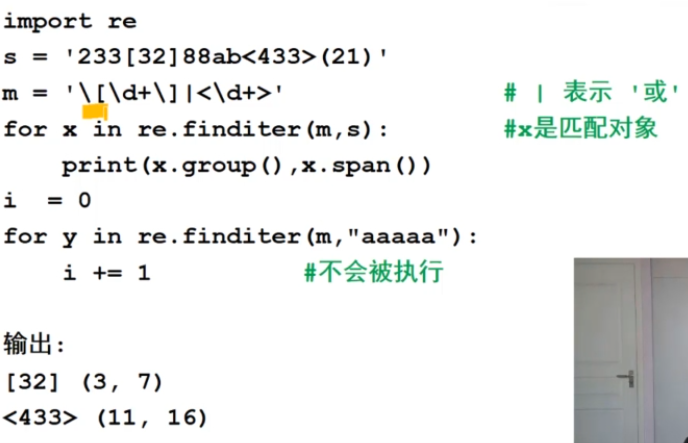 import re
s = '233[32]88ab<433>(21)'
m = '\[\d+\]|<\d+>' # | 表示 '或'
for x in re.finditer(m,s): #x是匹配对象
    print(x.group(),x.span())
i  = 0
for y in re.finditer(m,"aaaaa"):
    i += 1 #不会被执行
输出:
[32] (3, 7)
<433> (11, 16)